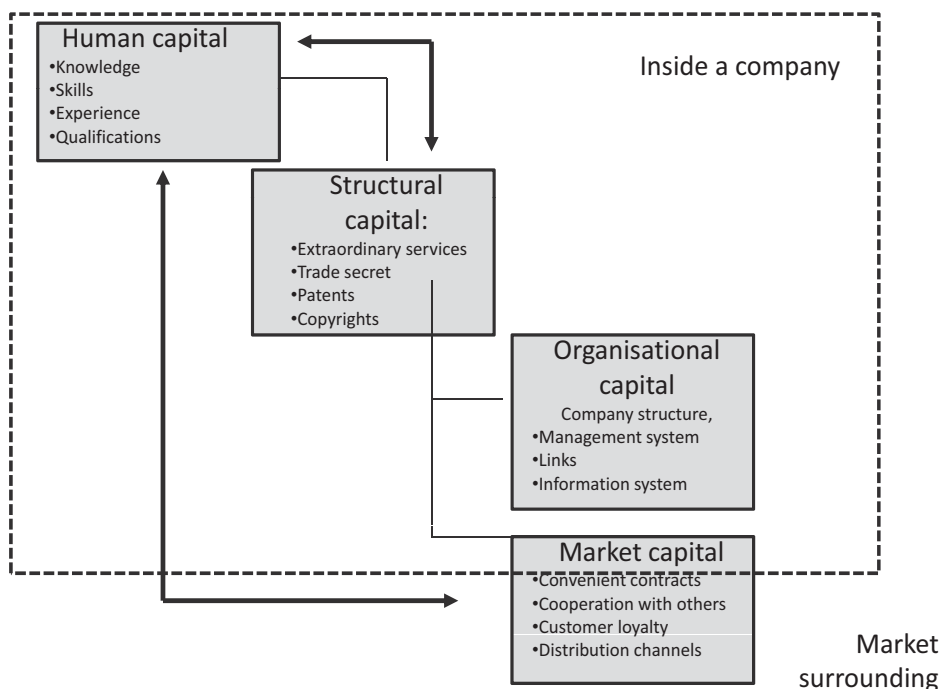 Human capital
•Knowledge
•Skills
•Experience
•Qualifications
Inside a company
Structural
capital:
•Extraordinary services
•Trade secret
•Patents
•Copyrights
Organisational
capital
Company structure,
•Management system
•Links
•Information system
Market capital
•Convenient contracts
•Cooperation with others
•Customer loyalty
•Distribution channels
Market
surrounding